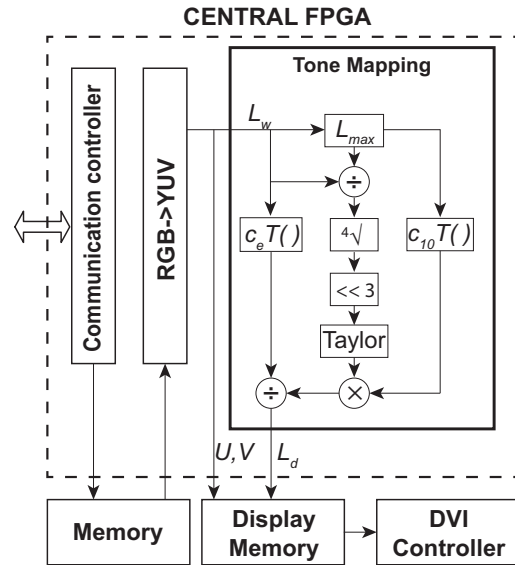 CENTRAL FPGA
Communication controller
RGB->YUV
Tone Mapping
L_w
L_max
÷
c_e T( )
4√
c_10 T( )
<< 3
Taylor
÷
×
U,V
L_d
Memory
Display
Memory
DVI
Controller